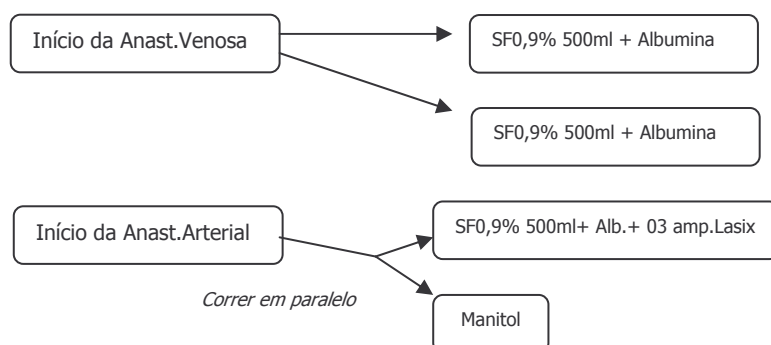 Início da Anast.Venosa
SF0,9% 500ml + Albumina
SF0,9% 500ml + Albumina
Início da Anast.Arterial
SF0,9% 500ml+ Alb.+ 03 amp.Lasix
Correr em paralelo
Manitol